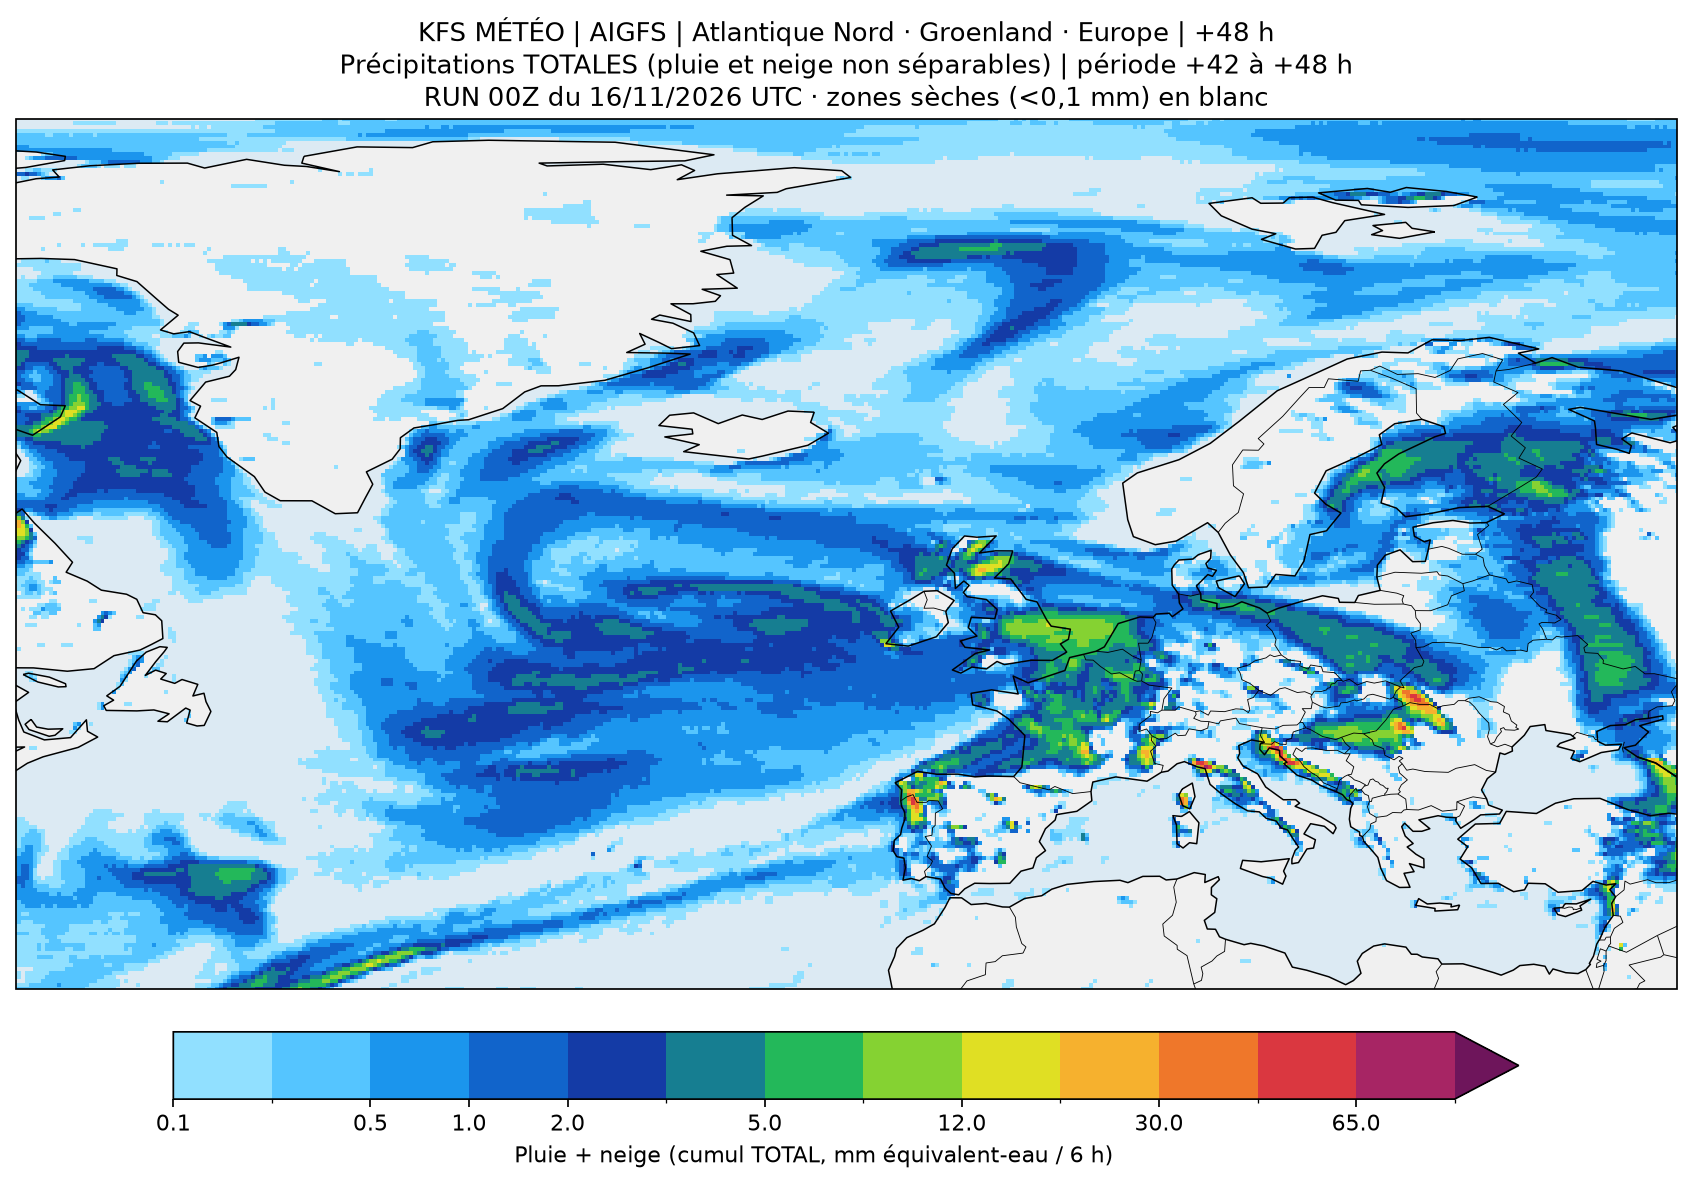 KFS MÉTÉO | AIGFS | Atlantique Nord · Groenland · Europe | +48 h
Précipitations TOTALES (pluie et neige non séparables) | période +42 à +48 h
RUN 00Z du 16/11/2026 UTC · zones sèches (<0,1 mm) en blanc
0.1 0.5 1.0 2.0 5.0 12.0 30.0 65.0
Pluie + neige (cumul TOTAL, mm équivalent-eau / 6 h)